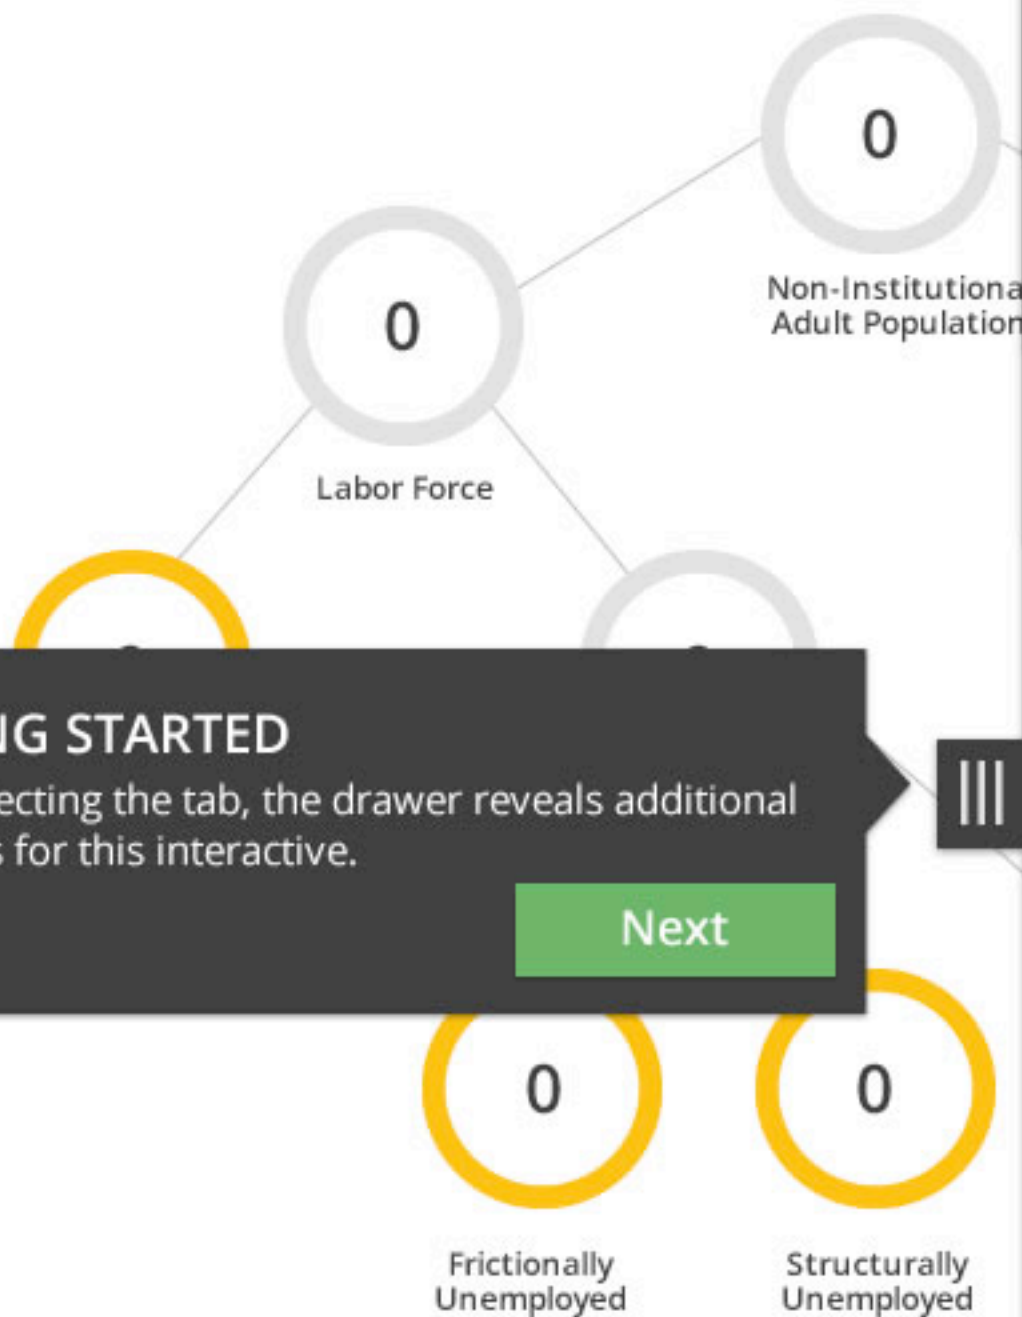 0
Non-Institutiona
Adult Population
0
Labor Force
NG STARTED
ecting the tab, the drawer reveals additional
s for this interactive.
Next
0
0
Frictionally
Unemployed
Structurally
Unemployed